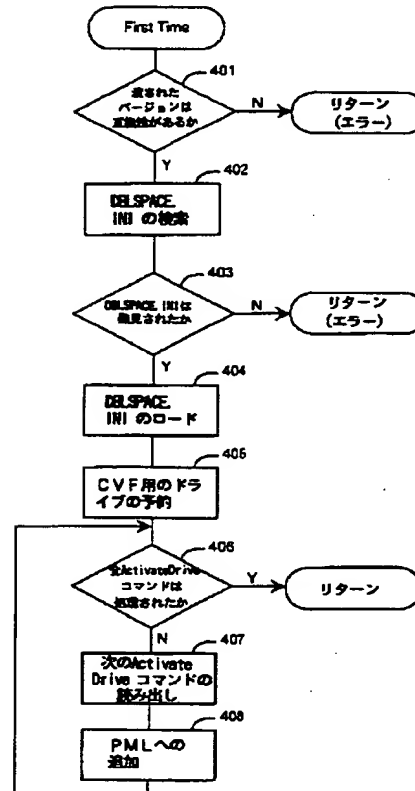 First Time
401
渡された
バージョンは
互換性があるか
N
リターン
(エラー)
Y
402
DBLSPACE.
INI の検索
403
DBLSPACE.INIは
発見されたか
N
リターン
(エラー)
Y
404
DBLSPACE.
INI のロード
405
CVF用のドラ
イブの予約
406
全ActivateDrive
コマンドは
処理されたか
Y
リターン
N
407
次のActivate
Drive コマンドの
読み出し
408
PMLへの
追加